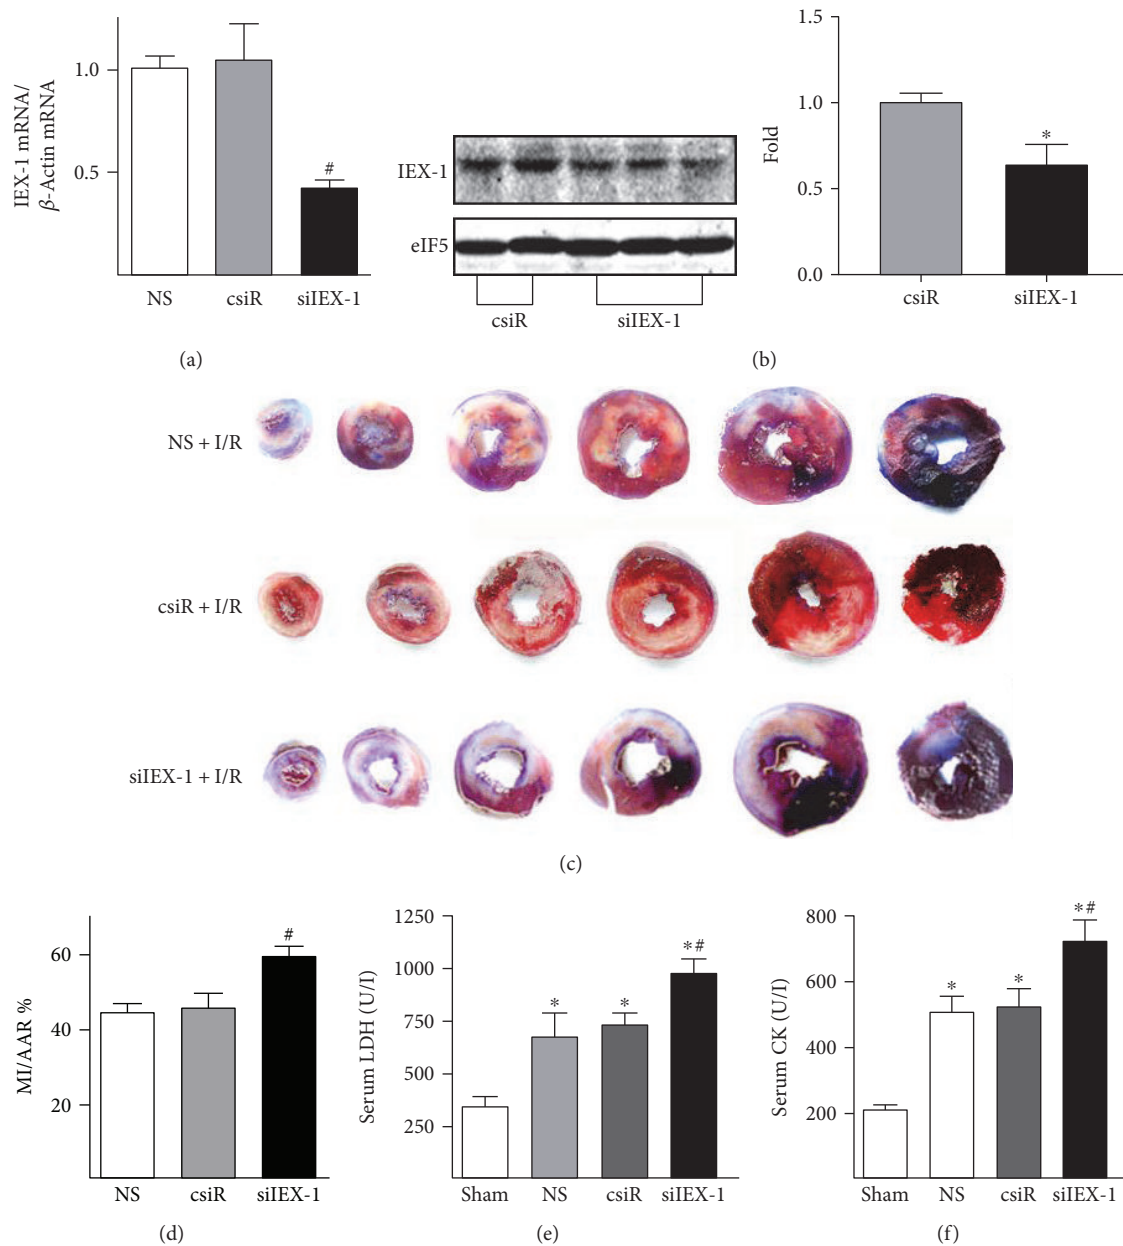 IEX-1 mRNA/
β-Actin mRNA
1.0
0.5
#
NS
csiR
siIEX-1
(a)
IEX-1
eIF5
csiR
siIEX-1
Fold
1.5
1.0
0.5
0.0
*
csiR
siIEX-1
(b)
NS + I/R
csiR + I/R
siIEX-1 + I/R
(c)
MI/AAR %
60
40
20
#
NS
csiR
siIEX-1
(d)
Serum LDH (U/I)
1250
1000
750
500
250
*
*
*#
Sham
NS
csiR
siIEX-1
(e)
Serum CK (U/I)
800
600
400
200
*
*
*#
Sham
NS
csiR
siIEX-1
(f)